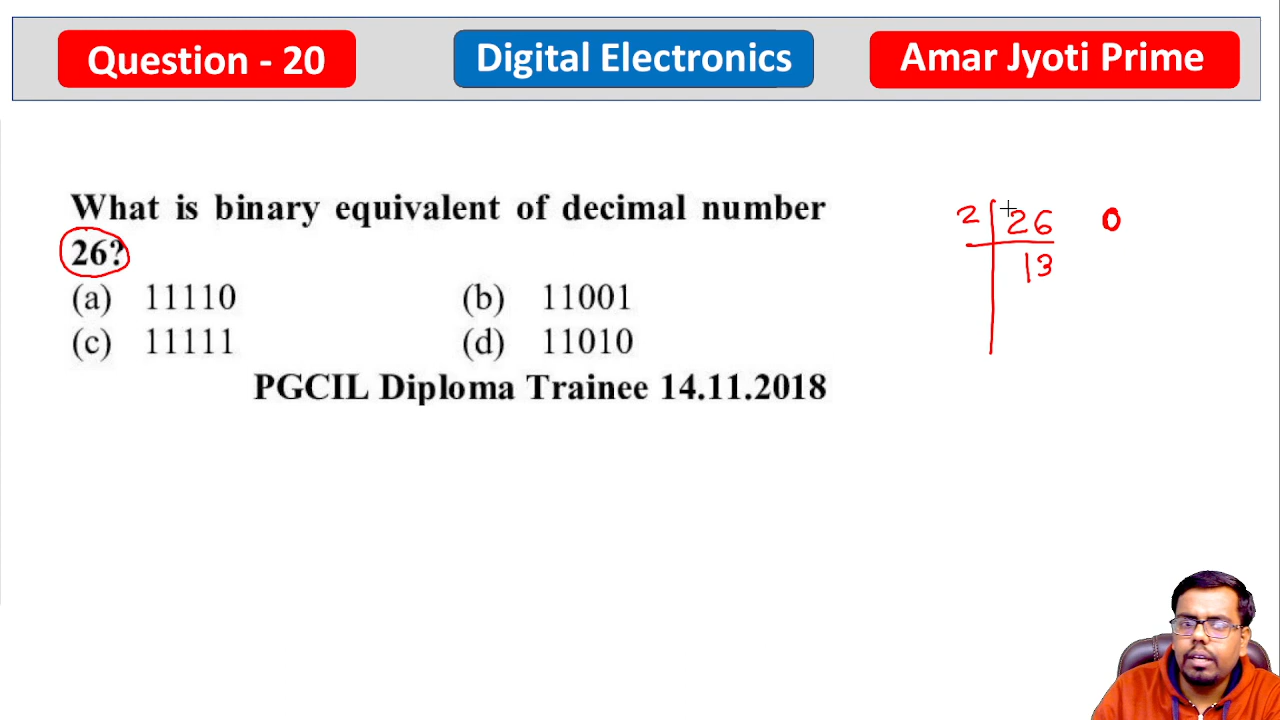 Question - 20
Digital Electronics
Amar Jyoti Prime
What is binary equivalent of decimal number
26?
(a) 11110 (b) 11001
(c) 11111 (d) 11010
PGCIL Diploma Trainee 14.11.2018
2 26 0
13